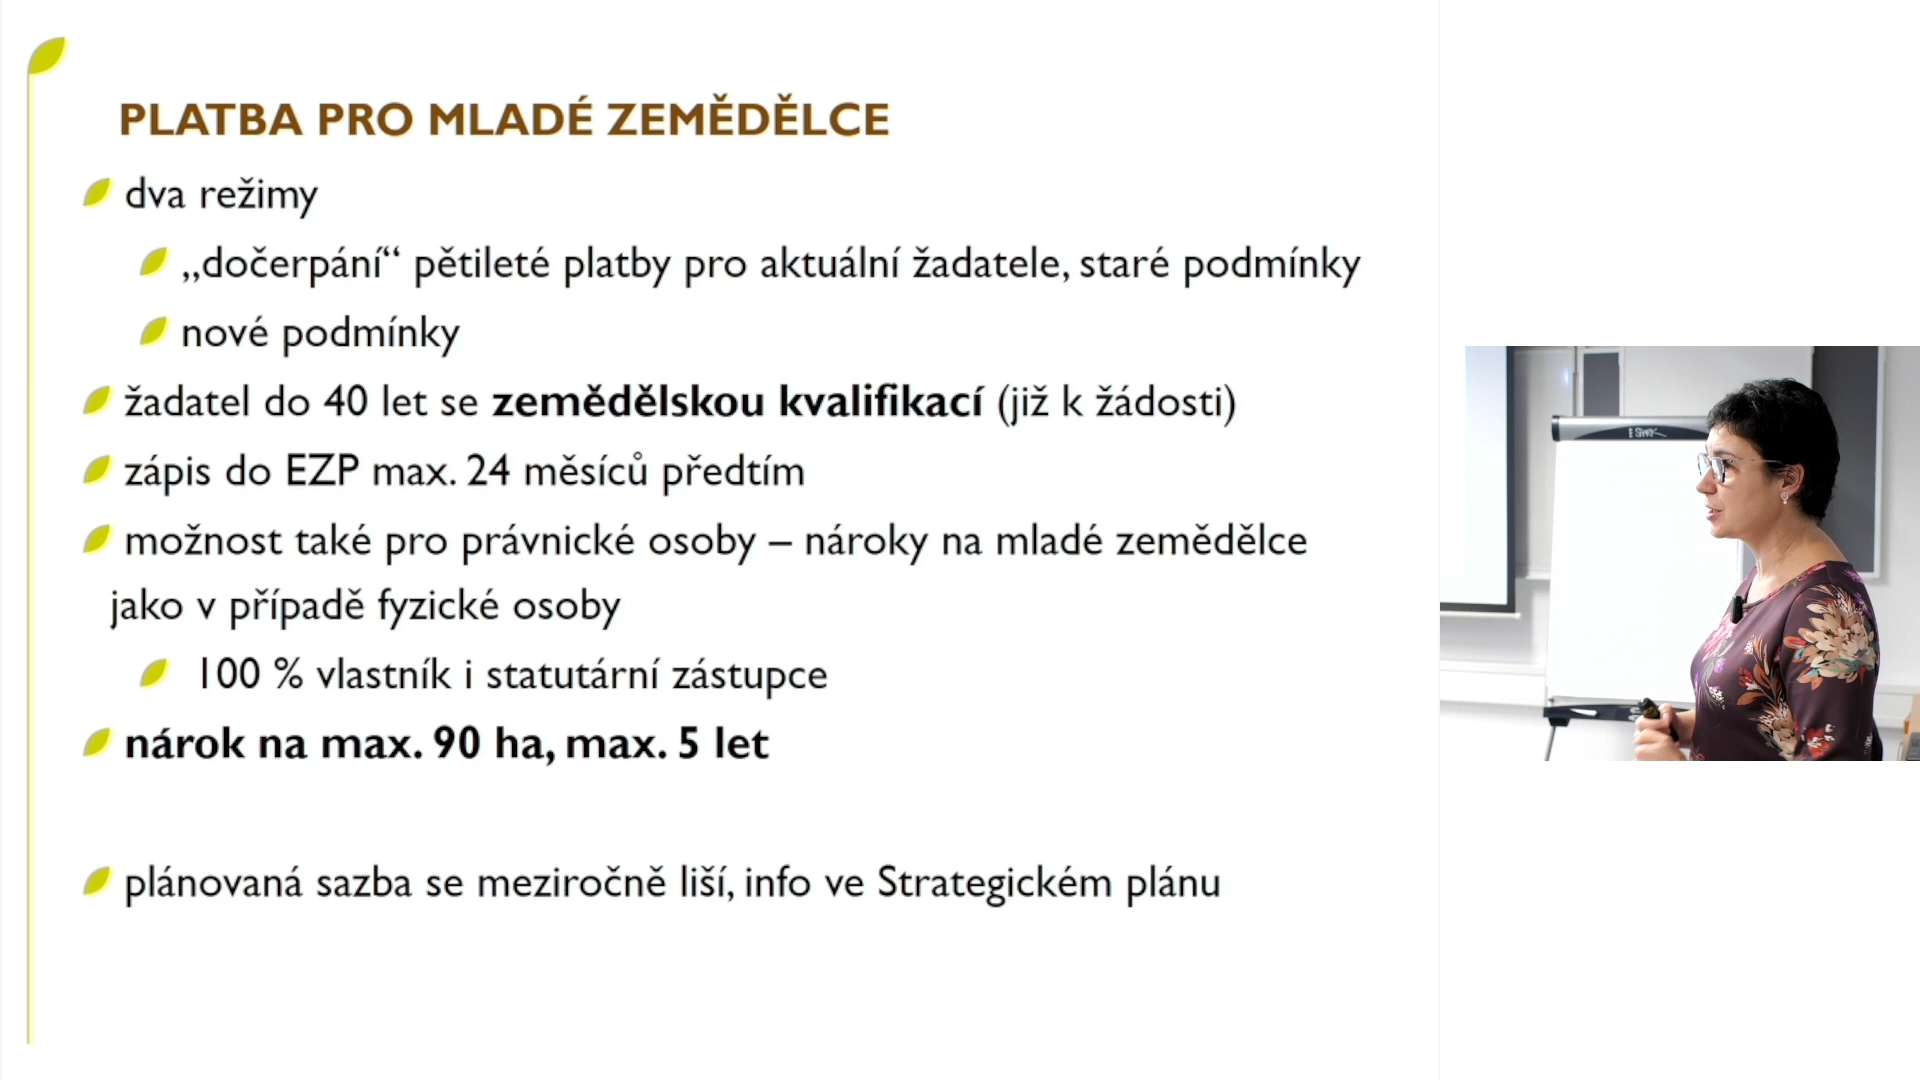 PLATBA PRO MLADÉ ZEMĚDĚLCE
dva režimy
„dočerpání“ pětileté platby pro aktuální žadatele, staré podmínky
nové podmínky
žadatel do 40 let se zemědělskou kvalifikací (již k žádosti)
zápis do EZP max. 24 měsíců předtím
možnost také pro právnické osoby – nároky na mladé zemědělce
jako v případě fyzické osoby
100 % vlastník i statutární zástupce
nárok na max. 90 ha, max. 5 let
plánovaná sazba se meziročně liší, info ve Strategickém plánu